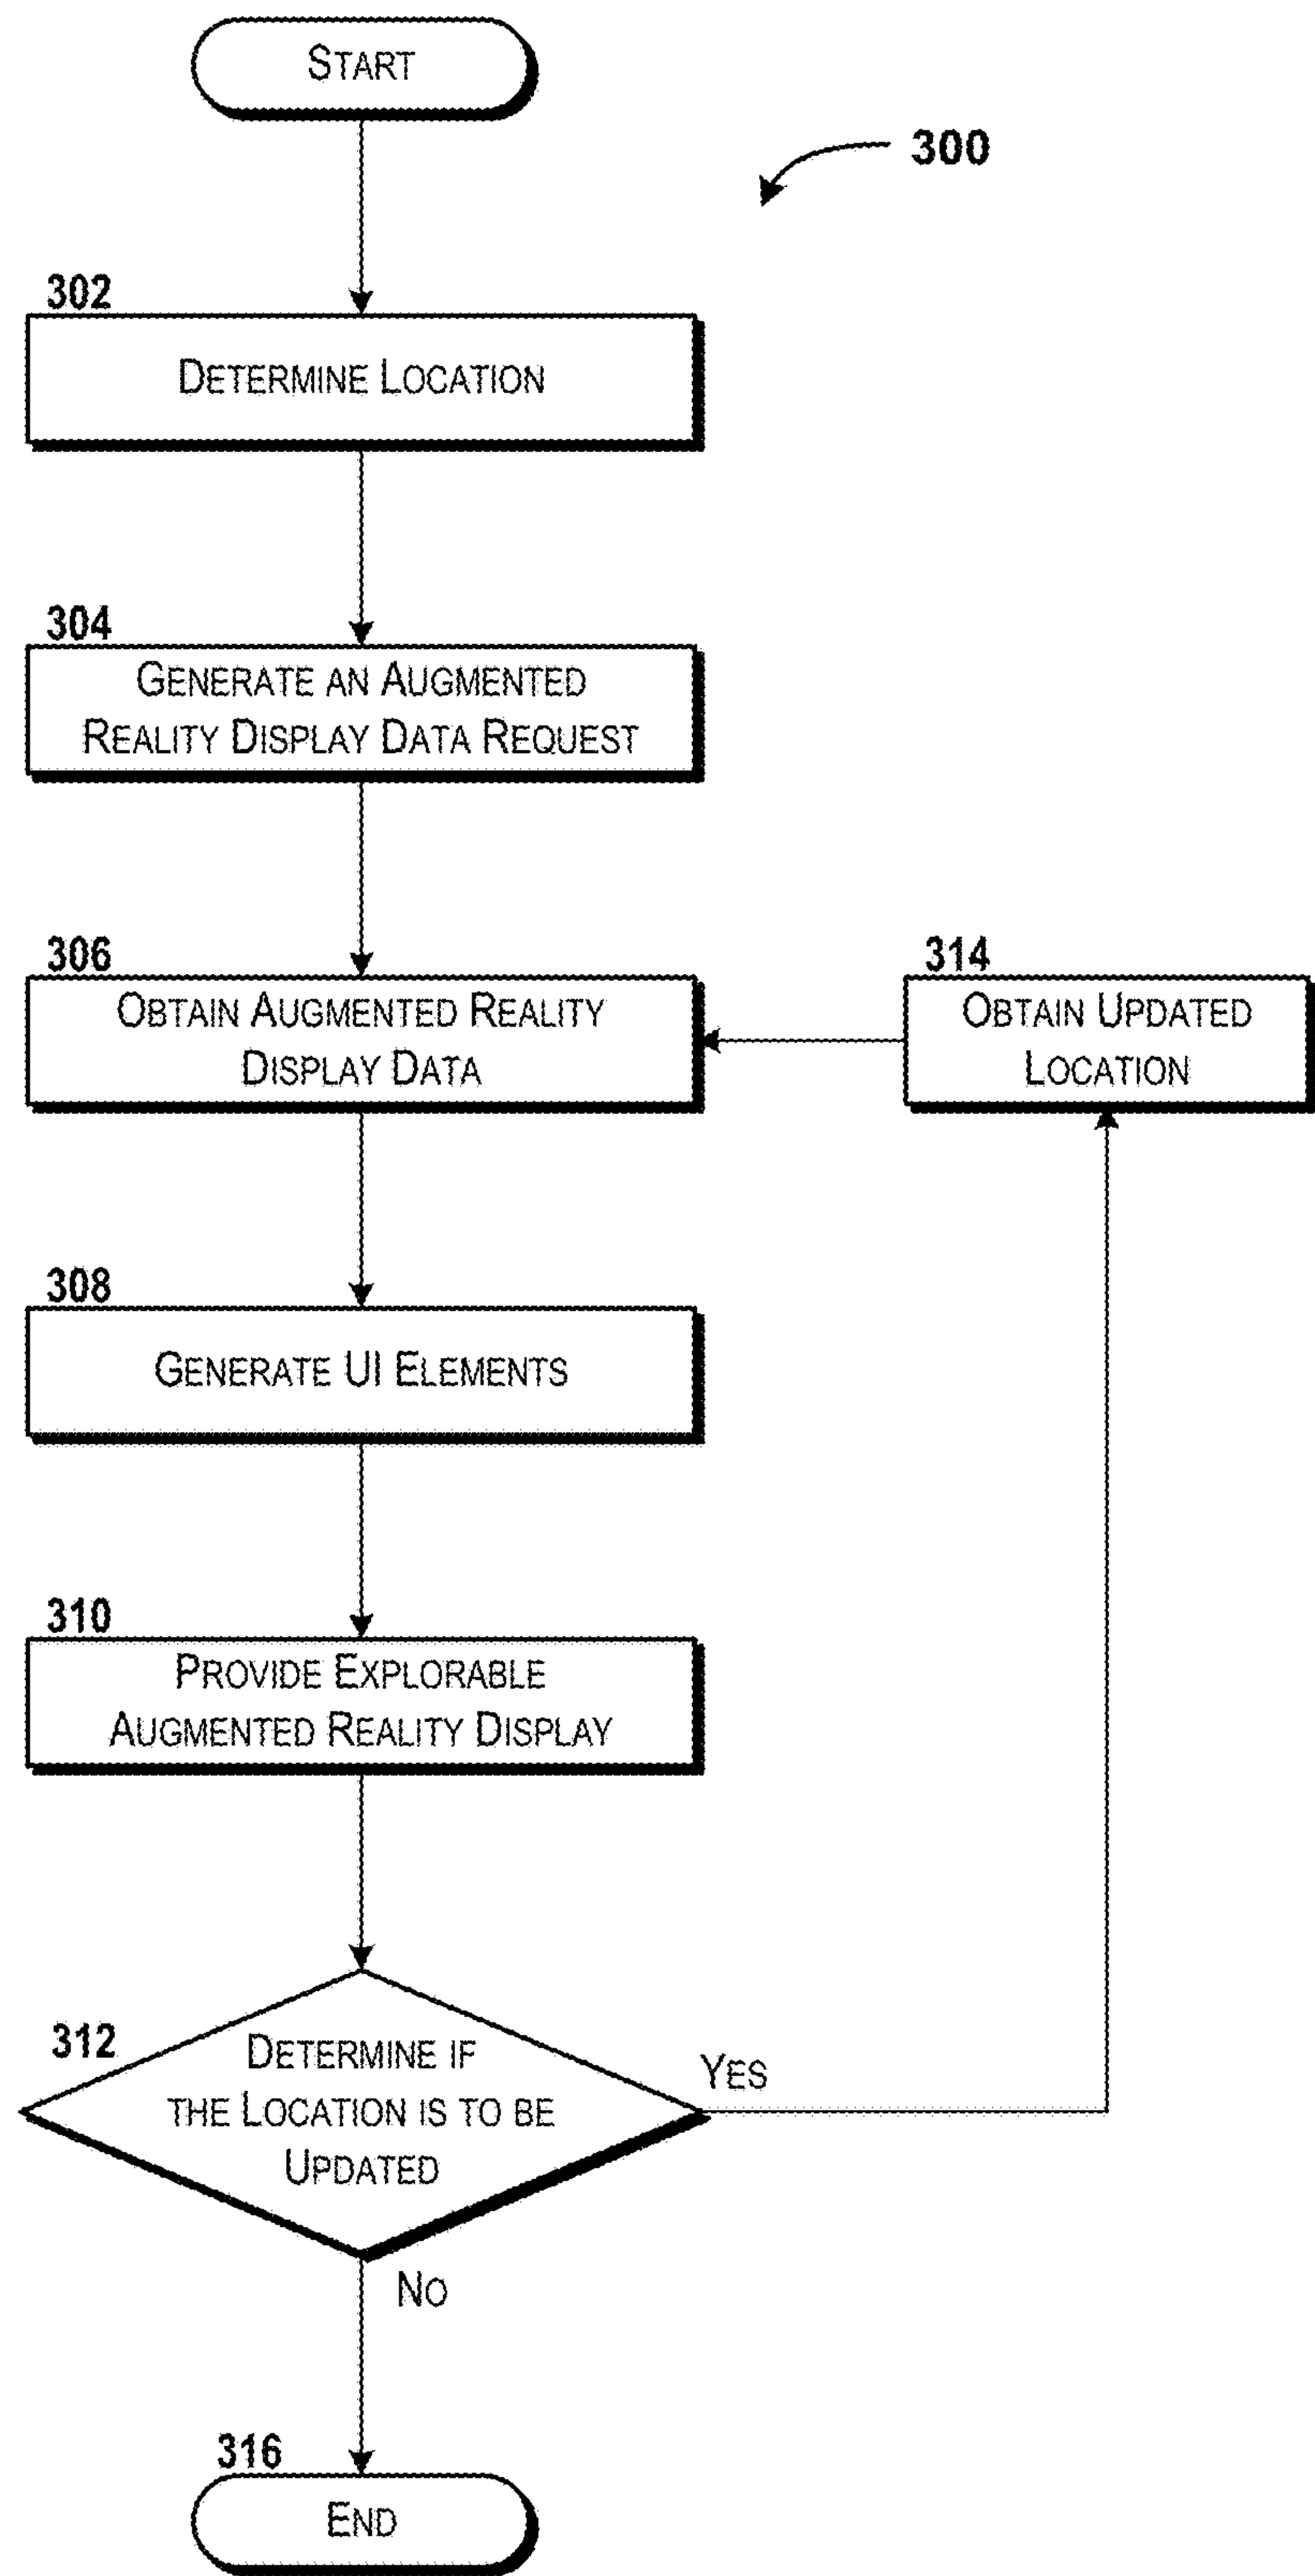 START
300
302
DETERMINE LOCATION
304
GENERATE AN AUGMENTED
REALITY DISPLAY DATA REQUEST
306
OBTAIN AUGMENTED REALITY
DISPLAY DATA
314
OBTAIN UPDATED
LOCATION
308
GENERATE UI ELEMENTS
310
PROVIDE EXPLORABLE
AUGMENTED REALITY DISPLAY
312
DETERMINE IF
THE LOCATION IS TO BE
UPDATED
YES
NO
316
END